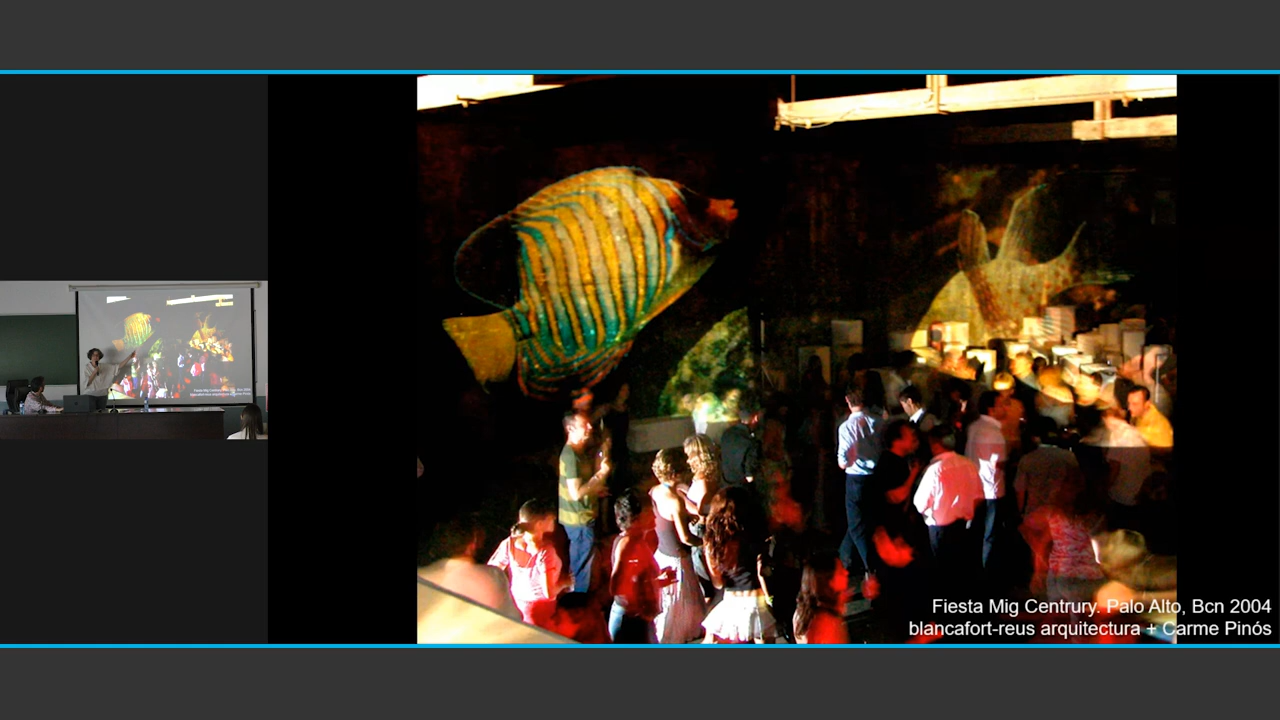 Fiesta Mig Centrury. Palo Alto, Bcn 2004
blancafort-reus arquitectura + Carme Pinós